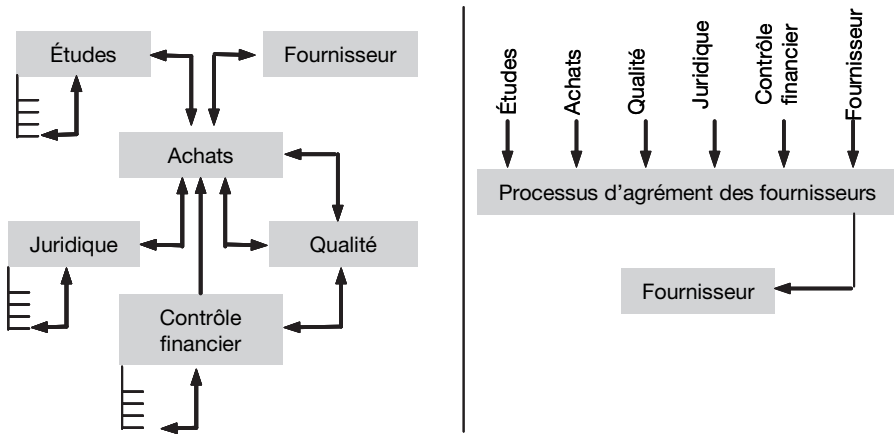 Études
Fournisseur
Achats
Juridique
Qualité
Contrôle
financier
Études
Achats
Qualité
Juridique
Contrôle
financier
Fournisseur
Processus d'agrément des fournisseurs
Fournisseur